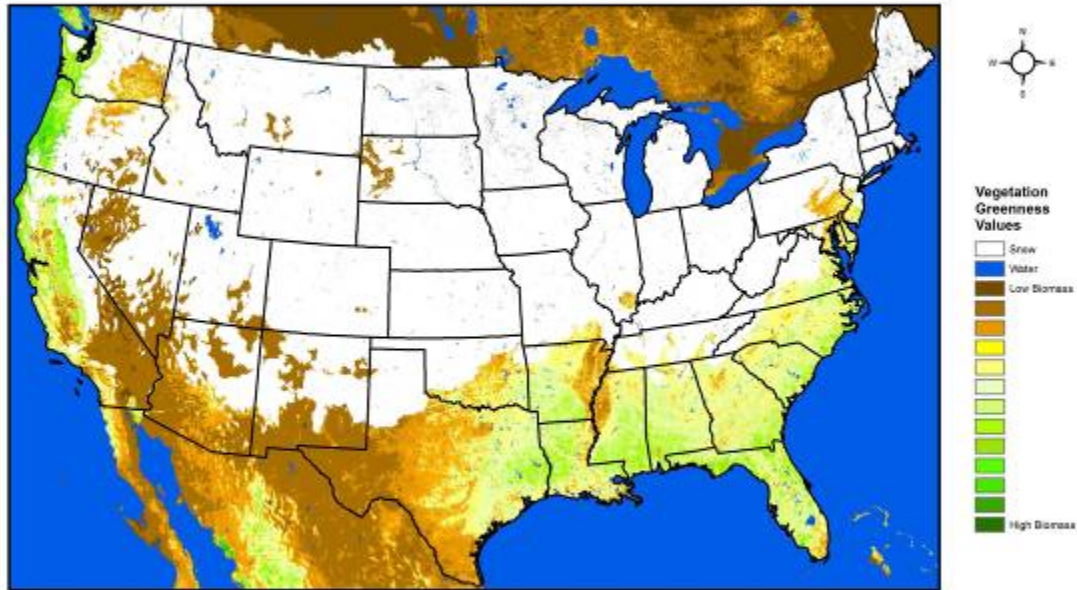 N
W
E
S
Vegetation
Greenness
Values
Snow
Water
Low Biomass
High Biomass